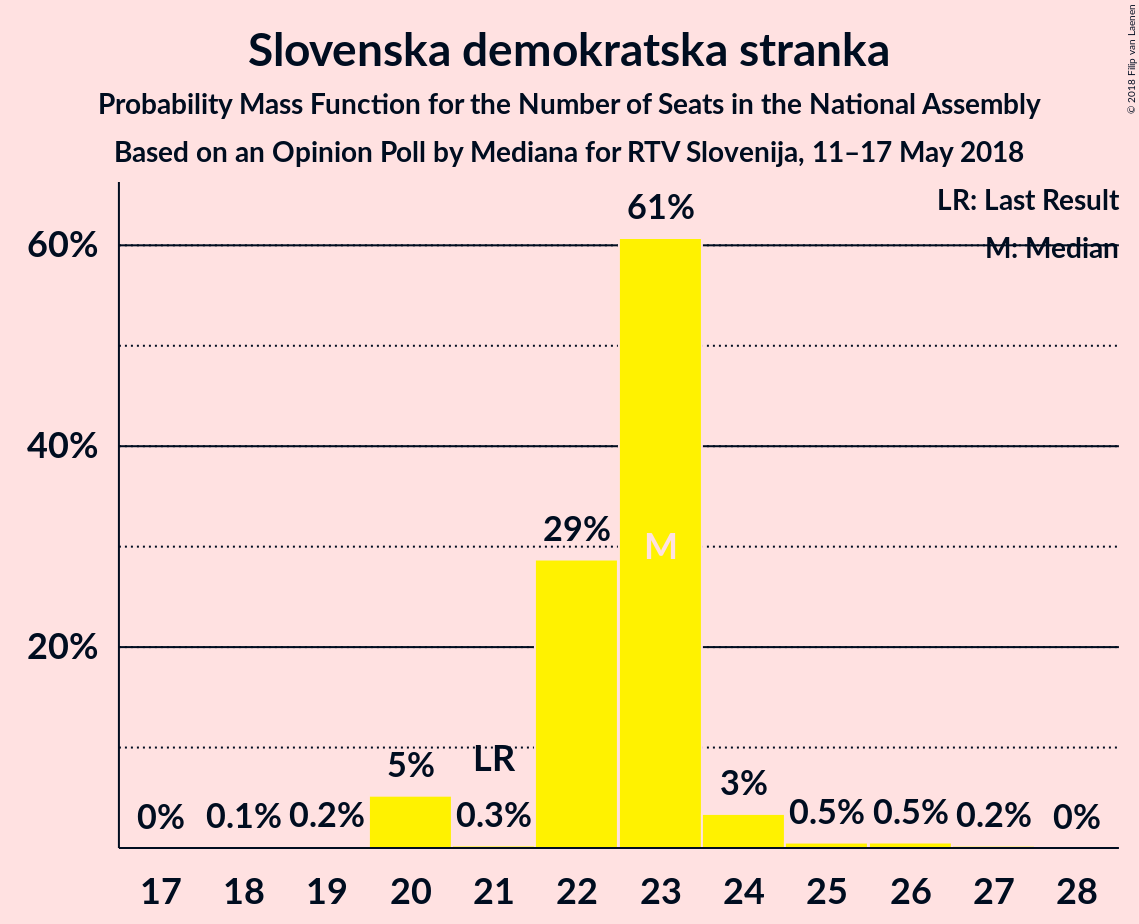 Slovenska demokratska stranka
Probability Mass Function for the Number of Seats in the National Assembly
Based on an Opinion Poll by Mediana for RTV Slovenija, 11–17 May 2018
© 2018 Filip van Laenen
LR: Last Result
M: Median
60%
40%
20%
0%
0.1%
0.2%
5%
LR
0.3%
29%
61%
M
3%
0.5%
0.5%
0.2%
0%
17 18 19 20 21 22 23 24 25 26 27 28